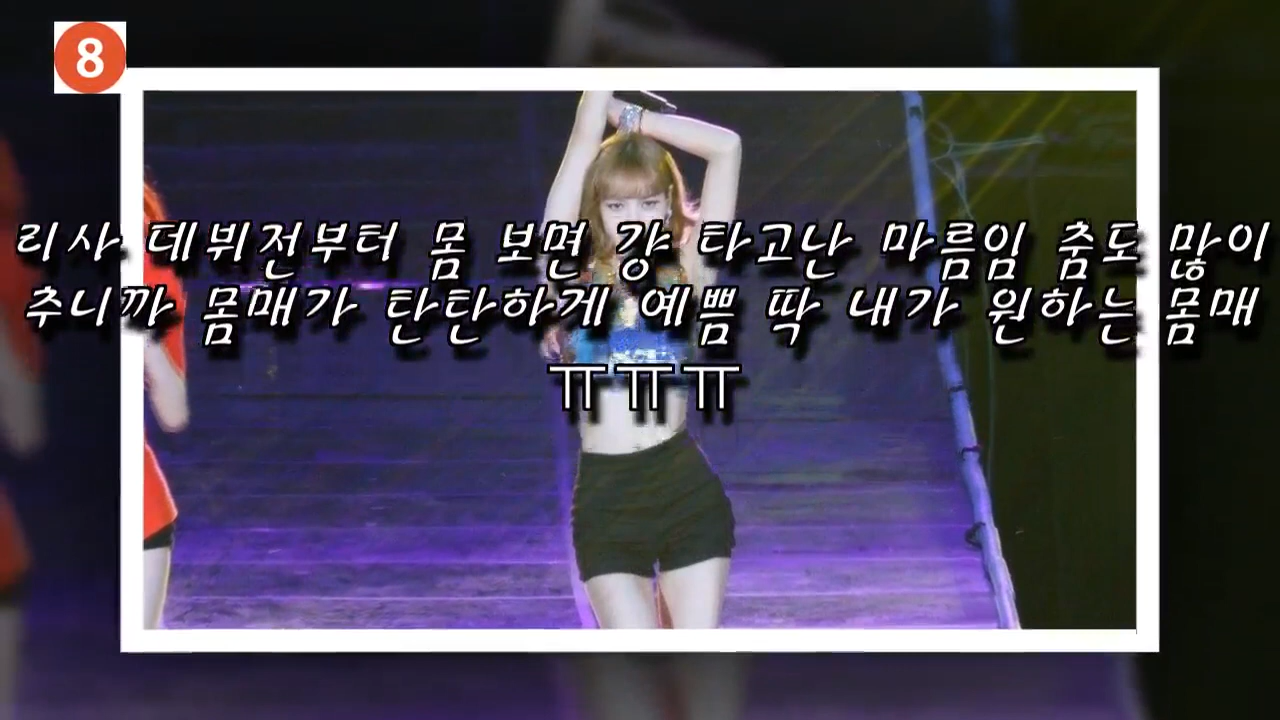 8
리사 데뷔전부터 몸 보면 걍 타고난 마름임 춤도 많이
추니까 몸매가 탄탄하게 예쁨 딱 내가 원하는 몸매
ㅠㅠㅠ